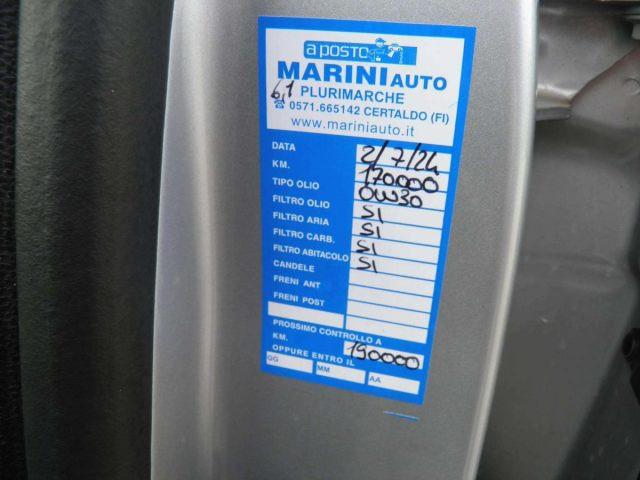 a posto
MARINI AUTO
6,1 PLURIMARCHE
☎ 0571.665142 CERTALDO (FI)
www.mariniauto.it
DATA 2/7/24
KM. 170000
TIPO OLIO 0W30
FILTRO OLIO SI
FILTRO ARIA SI
FILTRO CARB. SI
FILTRO ABITACOLO SI
CANDELE
FRENI ANT
FRENI POST
PROSSIMO CONTROLLO A
KM. 190000
OPPURE ENTRO IL
GG MM AA